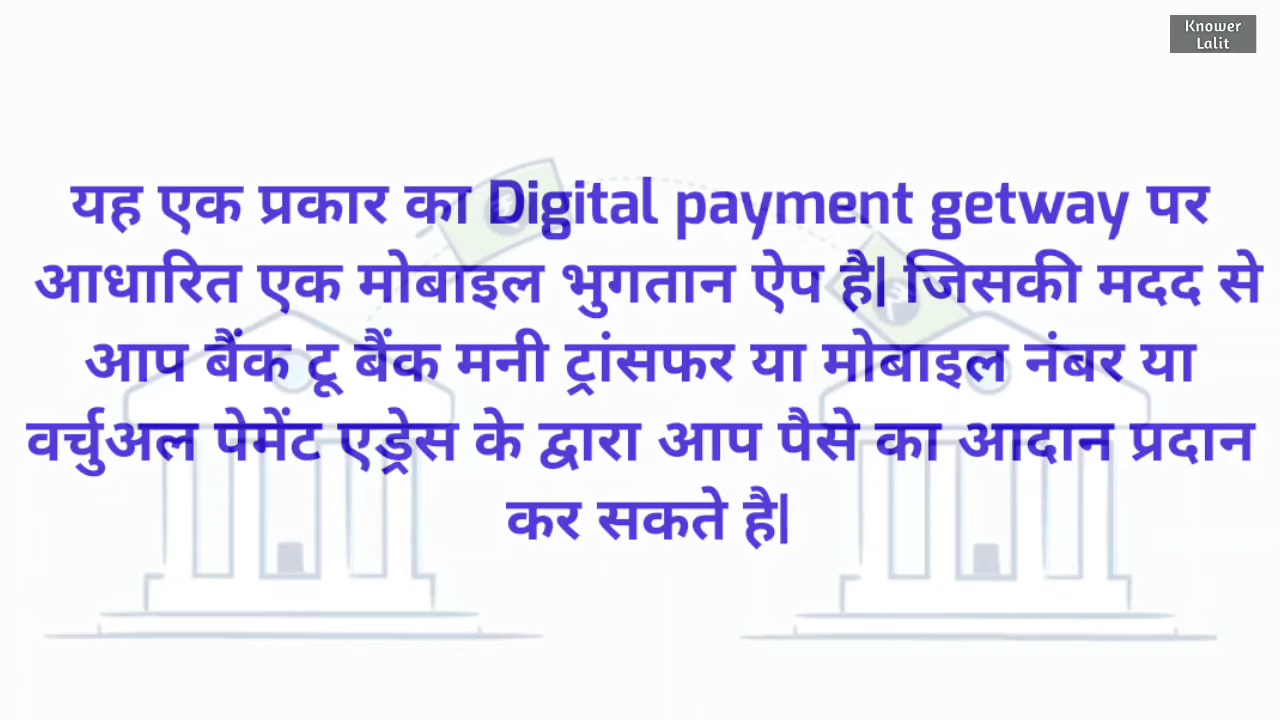 Knower
Lalit
यह एक प्रकार का Digital payment getway पर
आधारित एक मोबाइल भुगतान ऐप है| जिसकी मदद से
आप बैंक टू बैंक मनी ट्रांसफर या मोबाइल नंबर या
वर्चुअल पेमेंट एड्रेस के द्वारा आप पैसे का आदान प्रदान
कर सकते है|